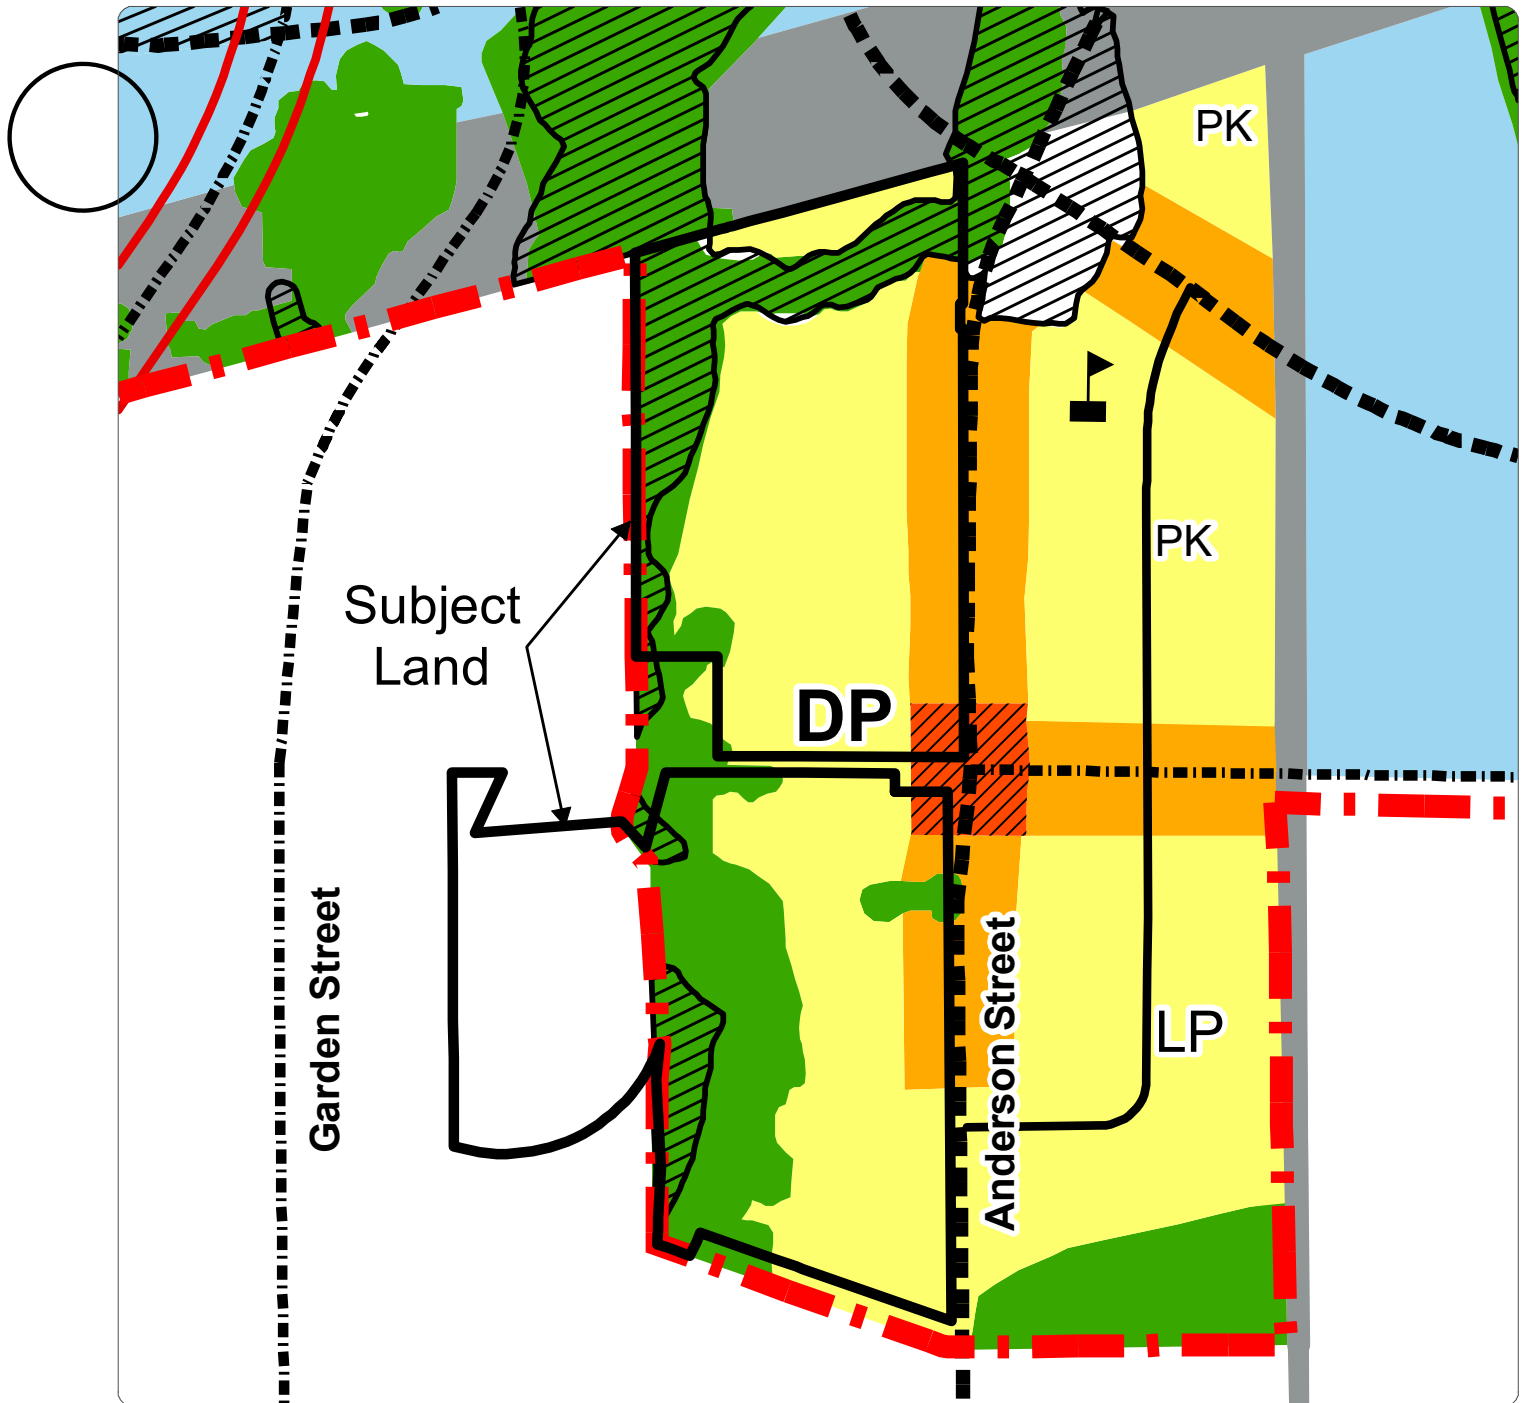 PK
PK
Subject
Land
DP
Garden Street
Anderson Street
LP